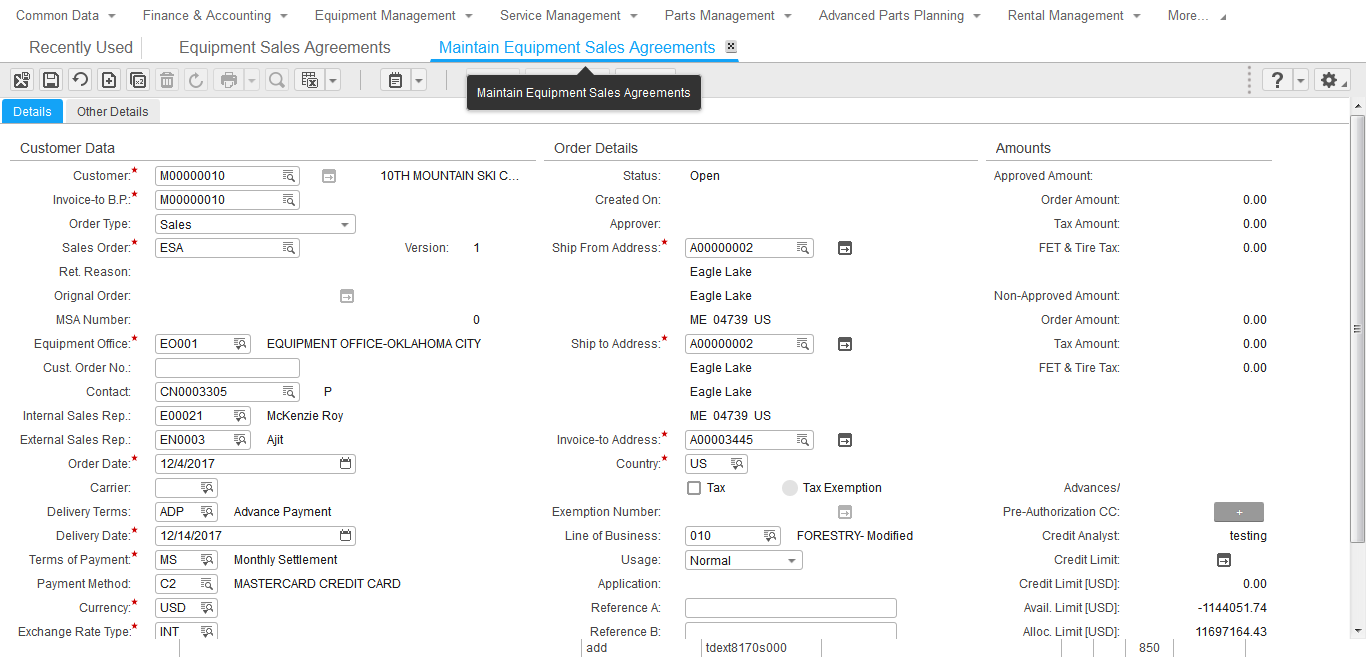 Common Data Finance & Accounting Equipment Management Service Management Parts Management Advanced Parts Planning Rental Management More...
Recently Used Equipment Sales Agreements Maintain Equipment Sales Agreements
Maintain Equipment Sales Agreements
Details Other Details
Customer Data Order Details Amounts
Customer:* M00000010 10TH MOUNTAIN SKI C... Status: Open Approved Amount:
Invoice-to B.P.:* M00000010 Created On: Order Amount: 0.00
Order Type: Sales Approver: Tax Amount: 0.00
Sales Order:* ESA Version: 1 Ship From Address:* A00000002 FET & Tire Tax: 0.00
Ret. Reason: Eagle Lake
Orignal Order: Eagle Lake Non-Approved Amount:
MSA Number: 0 ME 04739 US Order Amount: 0.00
Equipment Office:* EO001 EQUIPMENT OFFICE-OKLAHOMA CITY Ship to Address:* A00000002 Tax Amount: 0.00
Cust. Order No.: Eagle Lake FET & Tire Tax: 0.00
Contact: CN0003305 P Eagle Lake
Internal Sales Rep.: E00021 McKenzie Roy ME 04739 US
External Sales Rep.: EN0003 Ajit Invoice-to Address:* A00003445
Order Date:* 12/4/2017 Country:* US
Carrier: Tax Tax Exemption Advances/
Delivery Terms: ADP Advance Payment Exemption Number: Pre-Authorization CC: +
Delivery Date:* 12/14/2017 Line of Business: 010 FORESTRY- Modified Credit Analyst: testing
Terms of Payment:* MS Monthly Settlement Usage: Normal Credit Limit:
Payment Method: C2 MASTERCARD CREDIT CARD Application: Credit Limit [USD]: 0.00
Currency:* USD Reference A: Avail. Limit [USD]: -1144051.74
Exchange Rate Type:* INT Reference B: Alloc. Limit [USD]: 11697164.43
add tdext8170s000 850